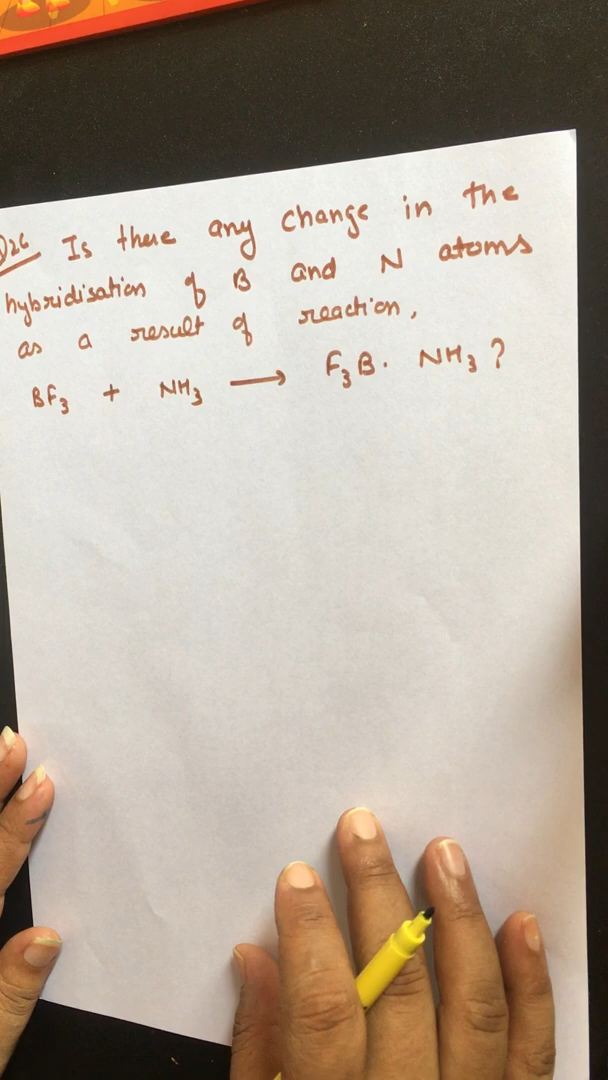 Q26 Is there any change in the
hybridisation of B and N atoms
as a result of reaction,
BF3 + NH3 ⟶ F3B. NH3 ?